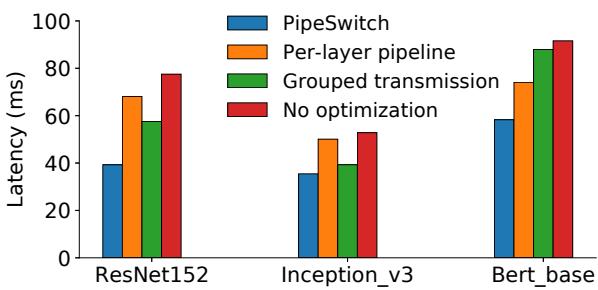 100
80
60
40
20
0
Latency (ms)
PipeSwitch
Per-layer pipeline
Grouped transmission
No optimization
ResNet152 Inception_v3 Bert_base